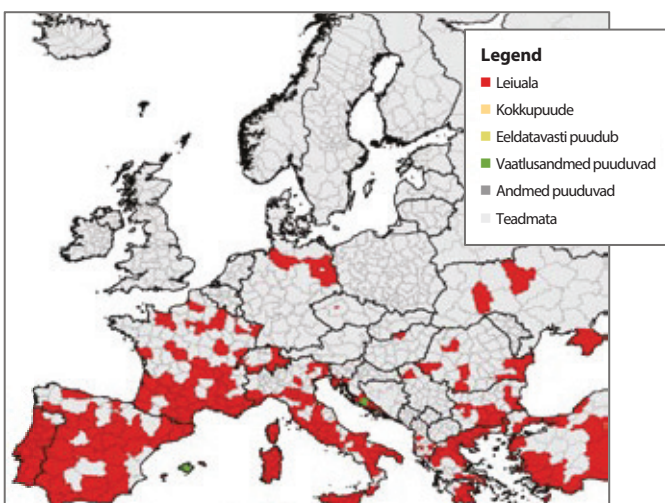 Legend
Leiuala
Kokkupuude
Eeldatavasti puudub
Vaatlusandmed puuduvad
Andmed puuduvad
Teadmata